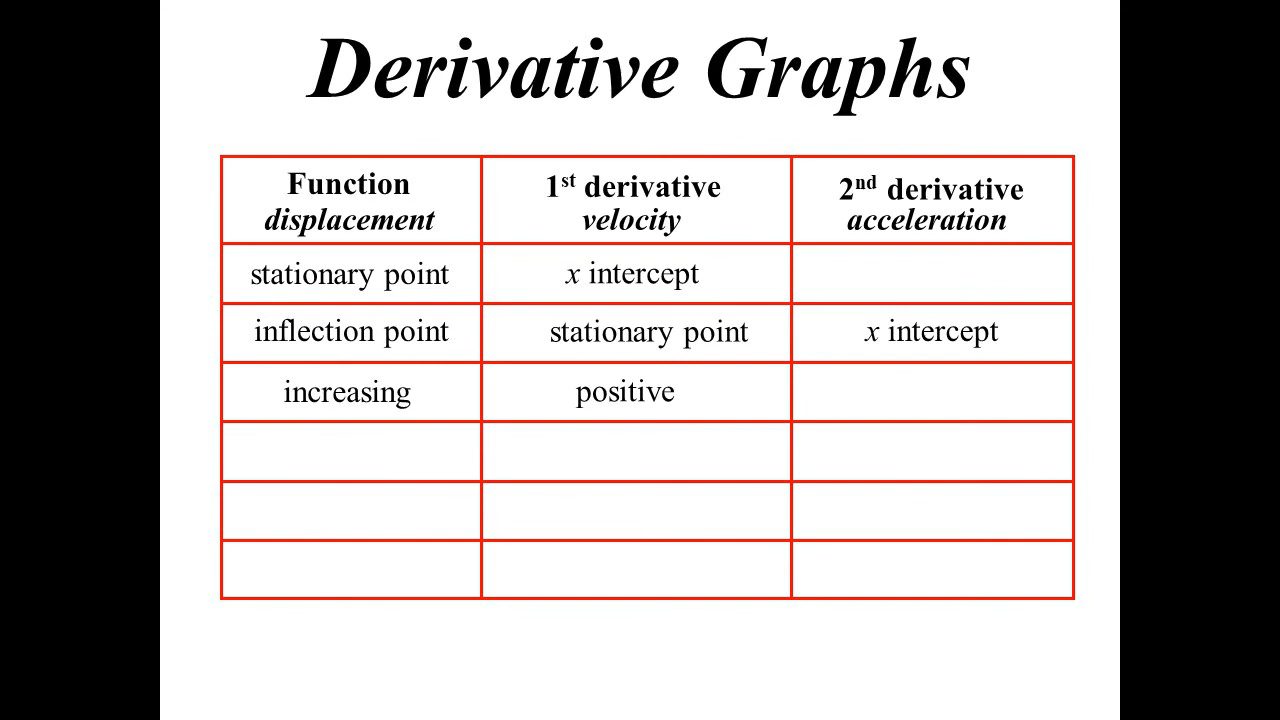 Derivative Graphs
Function
displacement
1st derivative
velocity
2nd derivative
acceleration
stationary point
x intercept
inflection point
stationary point
x intercept
increasing
positive